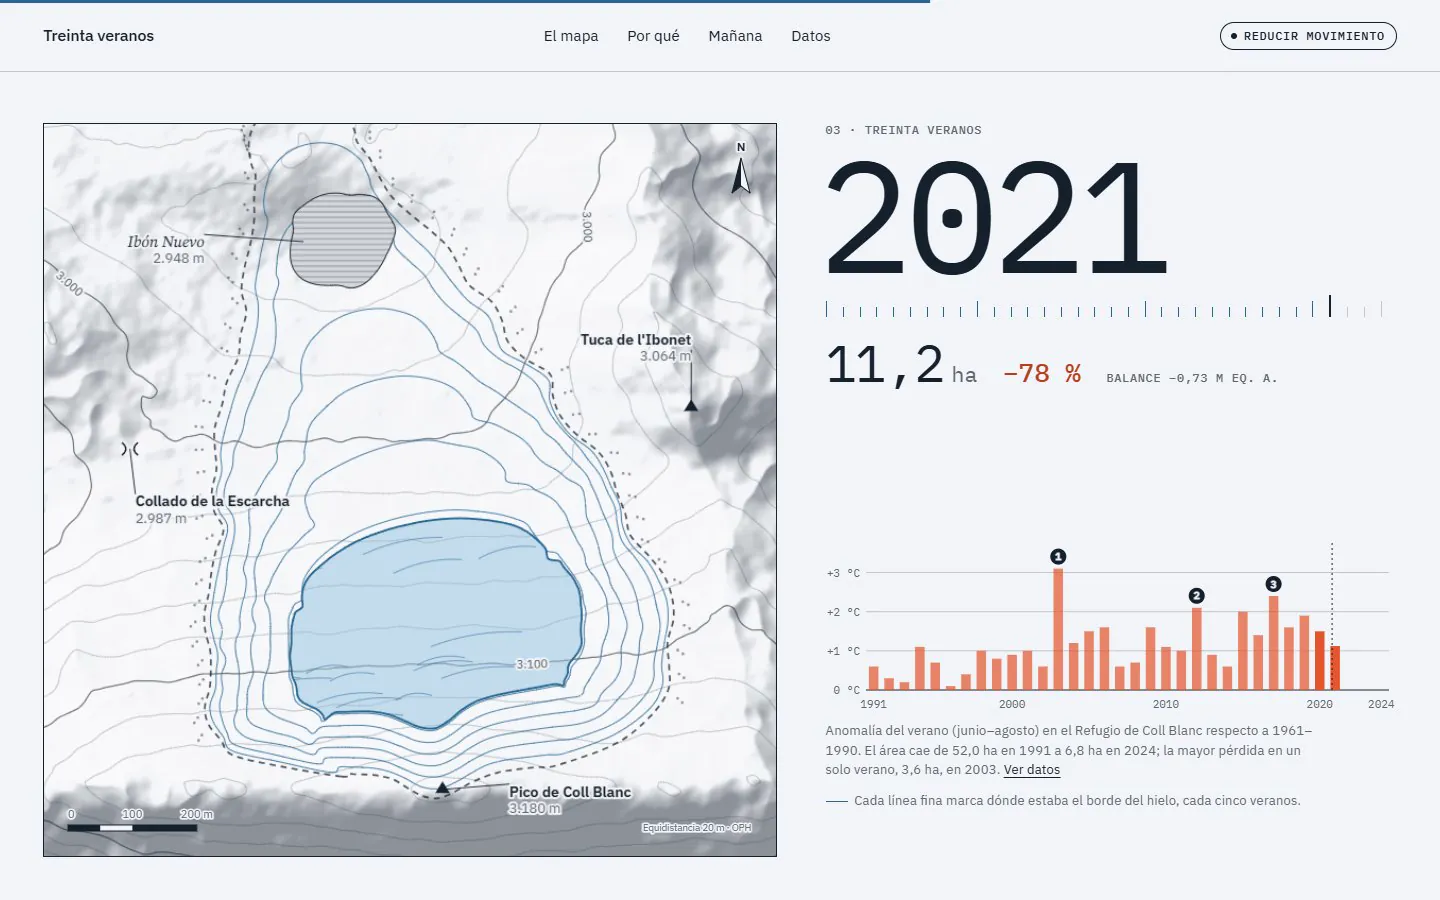 Treinta veranos
El mapa
Por qué
Mañana
Datos
REDUCIR MOVIMIENTO
N
3.000
Ibón Nuevo
2.948 m
3.000
Tuca de l'Ibonet
3.064 m
Collado de la Escarcha
2.987 m
3.100
Pico de Coll Blanc
3.180 m
0 100 200 m
Equidistancia 20 m · OPH
03 · TREINTA VERANOS
2021
11,2 ha −78 % BALANCE −0,73 M EQ. A.
1
2
3
+3 °C
+2 °C
+1 °C
0 °C
1991 2000 2010 2020 2024
Anomalía del verano (junio–agosto) en el Refugio de Coll Blanc respecto a 1961–
1990. El área cae de 52,0 ha en 1991 a 6,8 ha en 2024; la mayor pérdida en un
solo verano, 3,6 ha, en 2003. Ver datos
Cada línea fina marca dónde estaba el borde del hielo, cada cinco veranos.